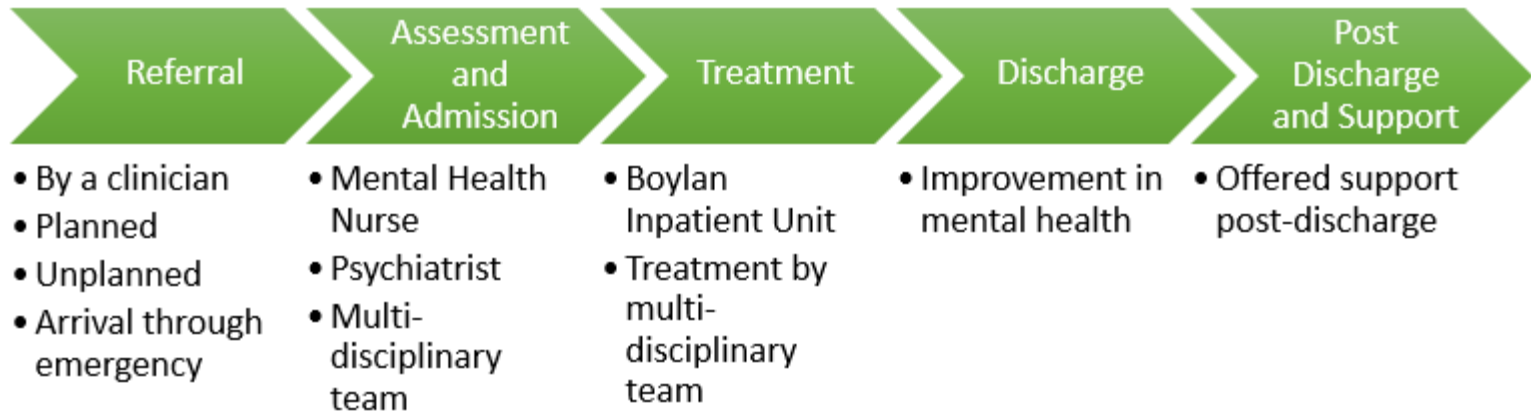 Referral
Assessment
and
Admission
Treatment
Discharge
Post
Discharge
and Support
• By a clinician
• Planned
• Unplanned
• Arrival through
emergency
• Mental Health
Nurse
• Psychiatrist
• Multi-
disciplinary
team
• Boylan
Inpatient Unit
• Treatment by
multi-
disciplinary
team
• Improvement in
mental health
• Offered support
post-discharge